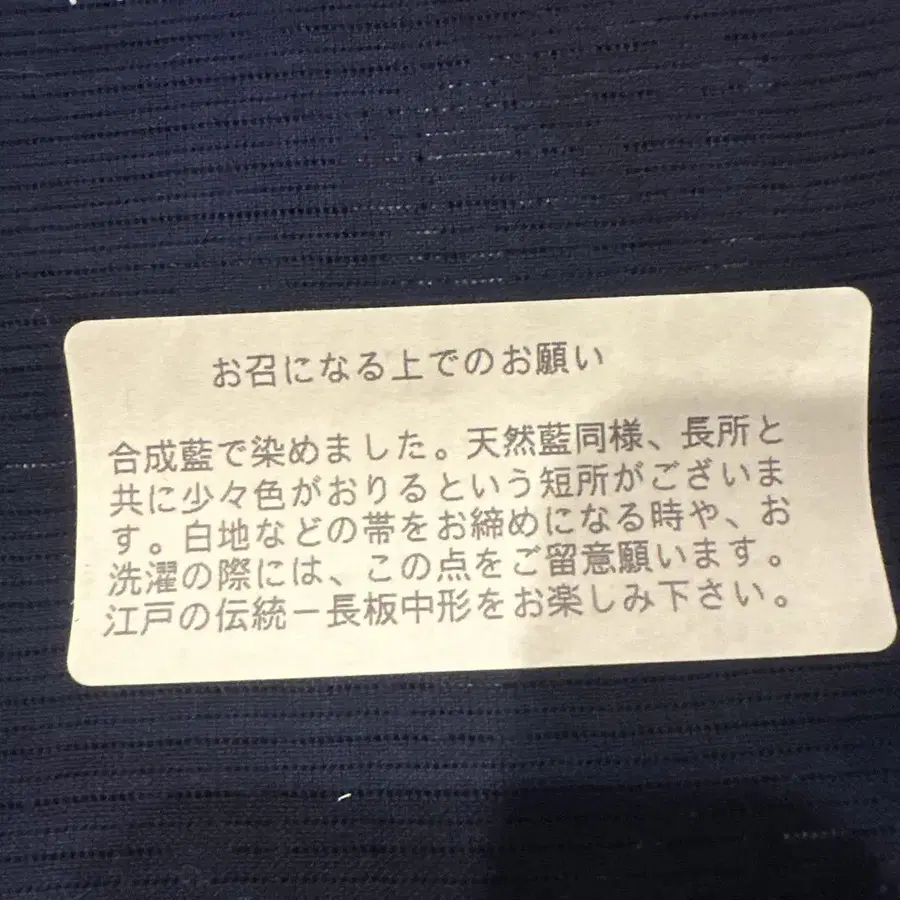 お召になる上でのお願い
合成藍で染めました。天然藍同様、長所と
共に少々色がおりるという短所がございま
す。白地などの帯をお締めになる時や、お
洗濯の際には、この点をご留意願います。
江戸の伝統ー長板中形をお楽しみ下さい。